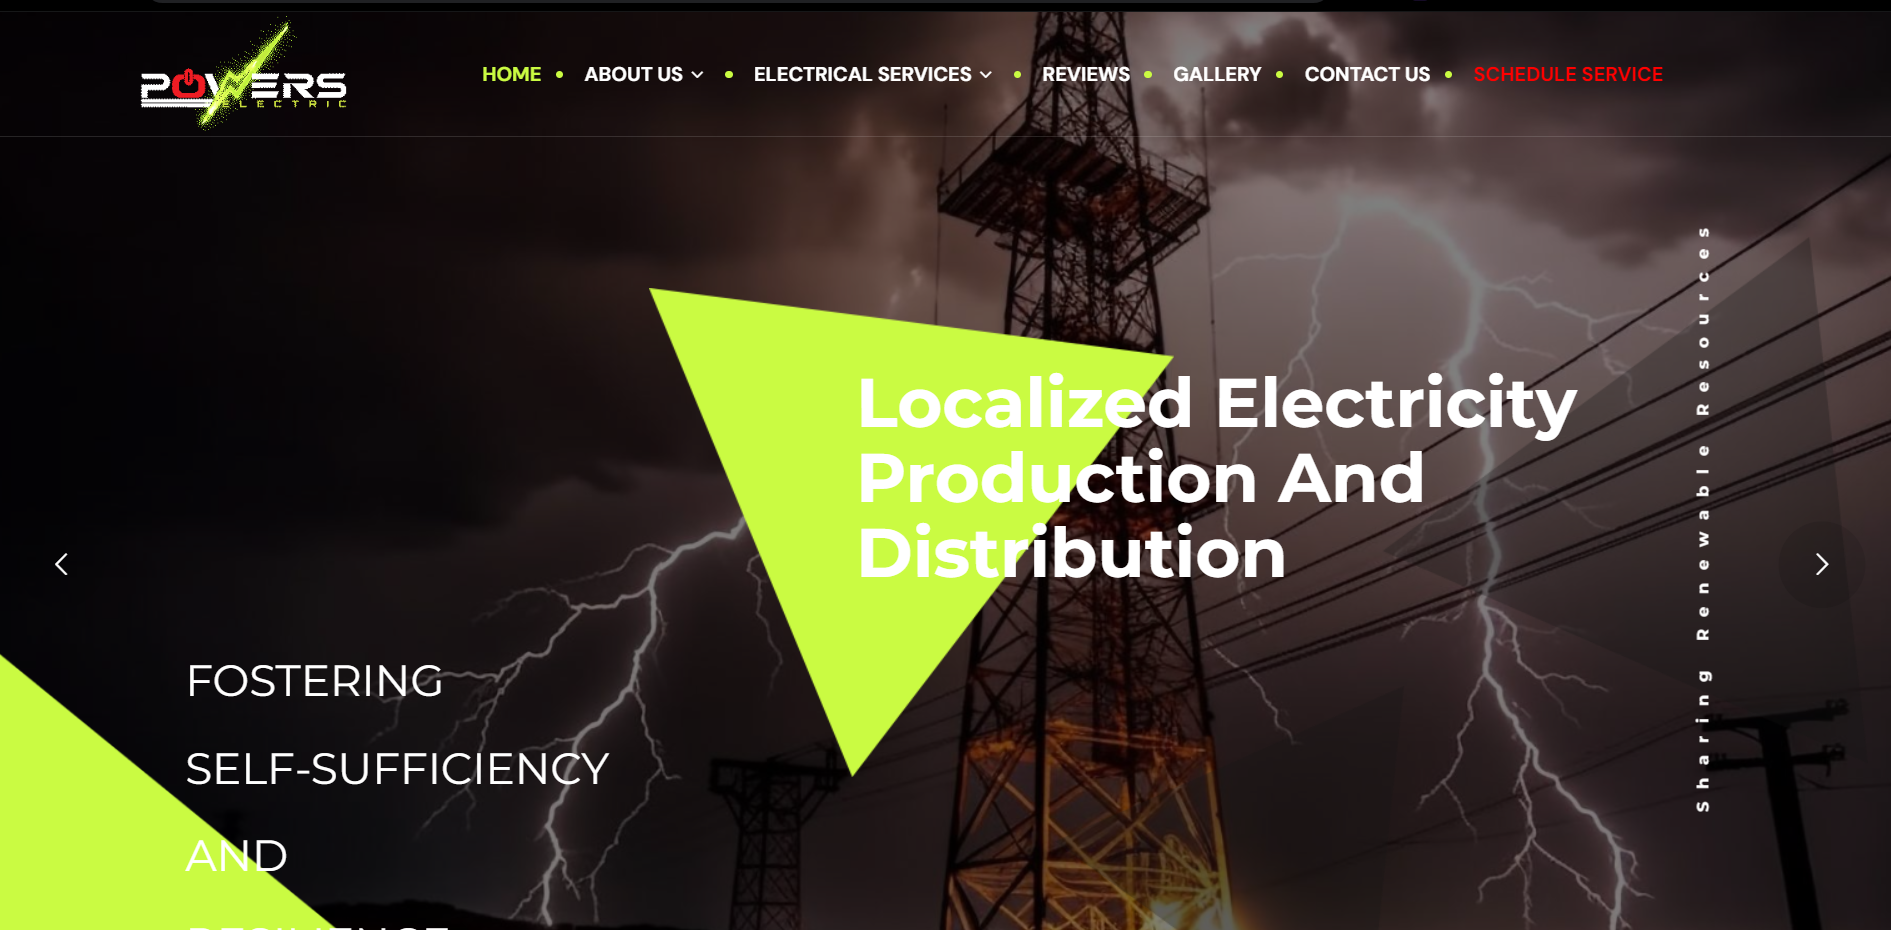 POWERS
ELECTRIC
HOME
ABOUT US
ELECTRICAL SERVICES
REVIEWS
GALLERY
CONTACT US
SCHEDULE SERVICE
Localized Electricity
Production And
Distribution
Sharing Renewable Resources
FOSTERING
SELF-SUFFICIENCY
AND